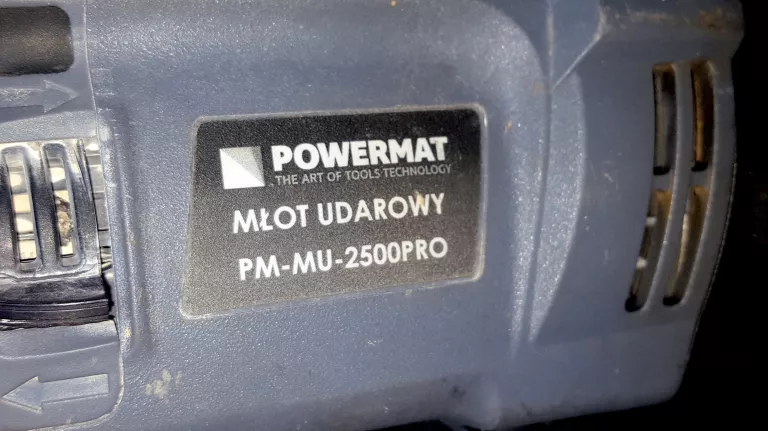 POWERMAT
THE ART OF TOOLS TECHNOLOGY
MŁOT UDAROWY
PM-MU-2500PRO